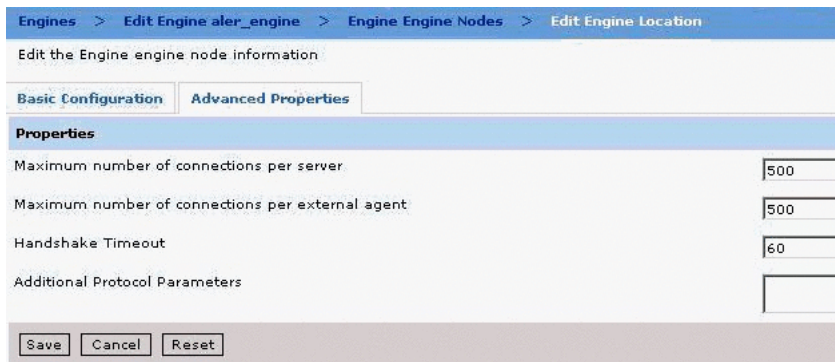 Engines > Edit Engine aler_engine > Engine Engine Nodes > Edit Engine Location
Edit the Engine engine node information
Basic Configuration Advanced Properties
Properties
Maximum number of connections per server 500
Maximum number of connections per external agent 500
Handshake Timeout 60
Additional Protocol Parameters
Save Cancel Reset